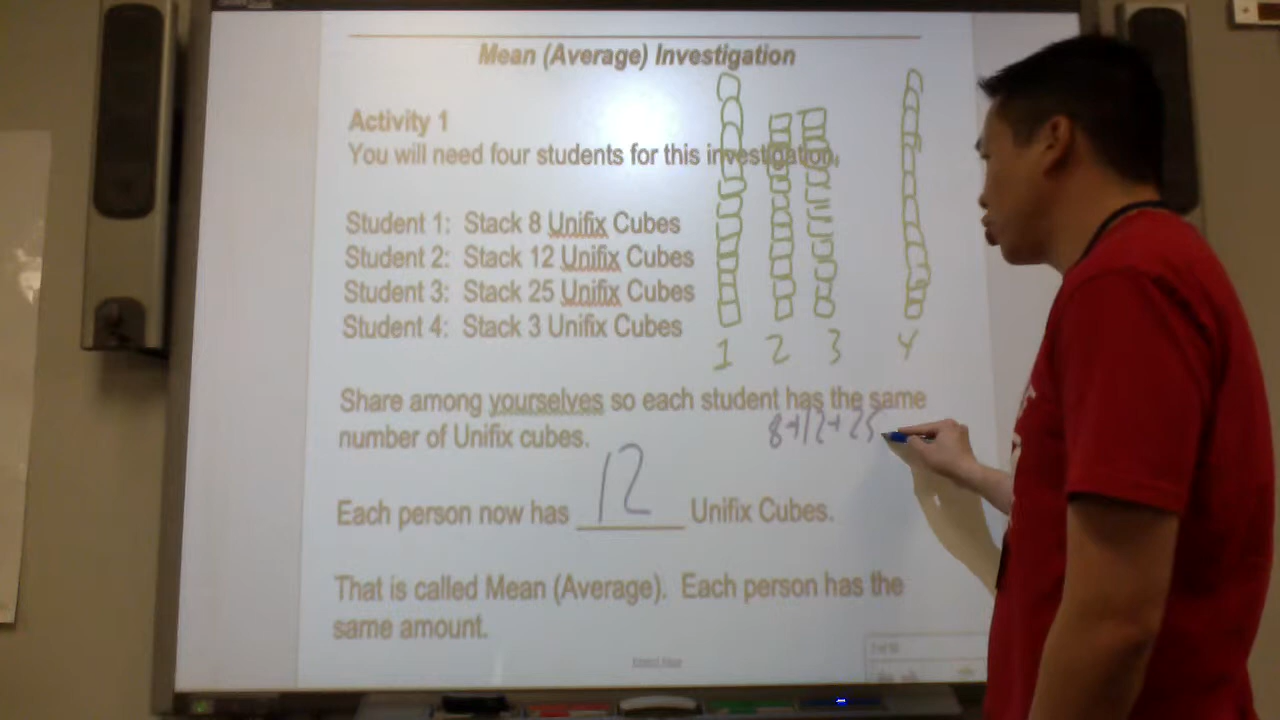 Mean (Average) Investigation
Activity 1
You will need four students for this investigation.
Student 1: Stack 8 Unifix Cubes
Student 2: Stack 12 Unifix Cubes
Student 3: Stack 25 Unifix Cubes
Student 4: Stack 3 Unifix Cubes
1 2 3 4
Share among yourselves so each student has the same
number of Unifix cubes.
8+12+25
Each person now has 12 Unifix Cubes.
That is called Mean (Average). Each person has the
same amount.